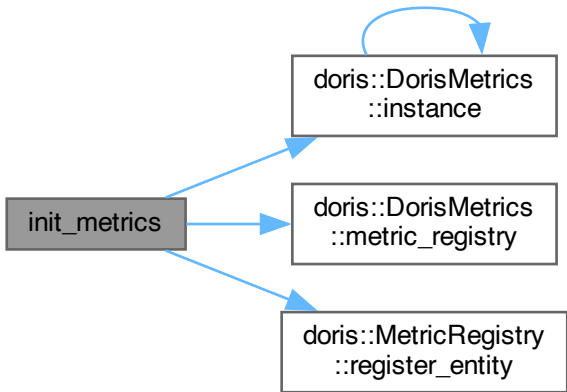 init_metrics
doris::DorisMetrics
::instance
doris::DorisMetrics
::metric_registry
doris::MetricRegistry
::register_entity